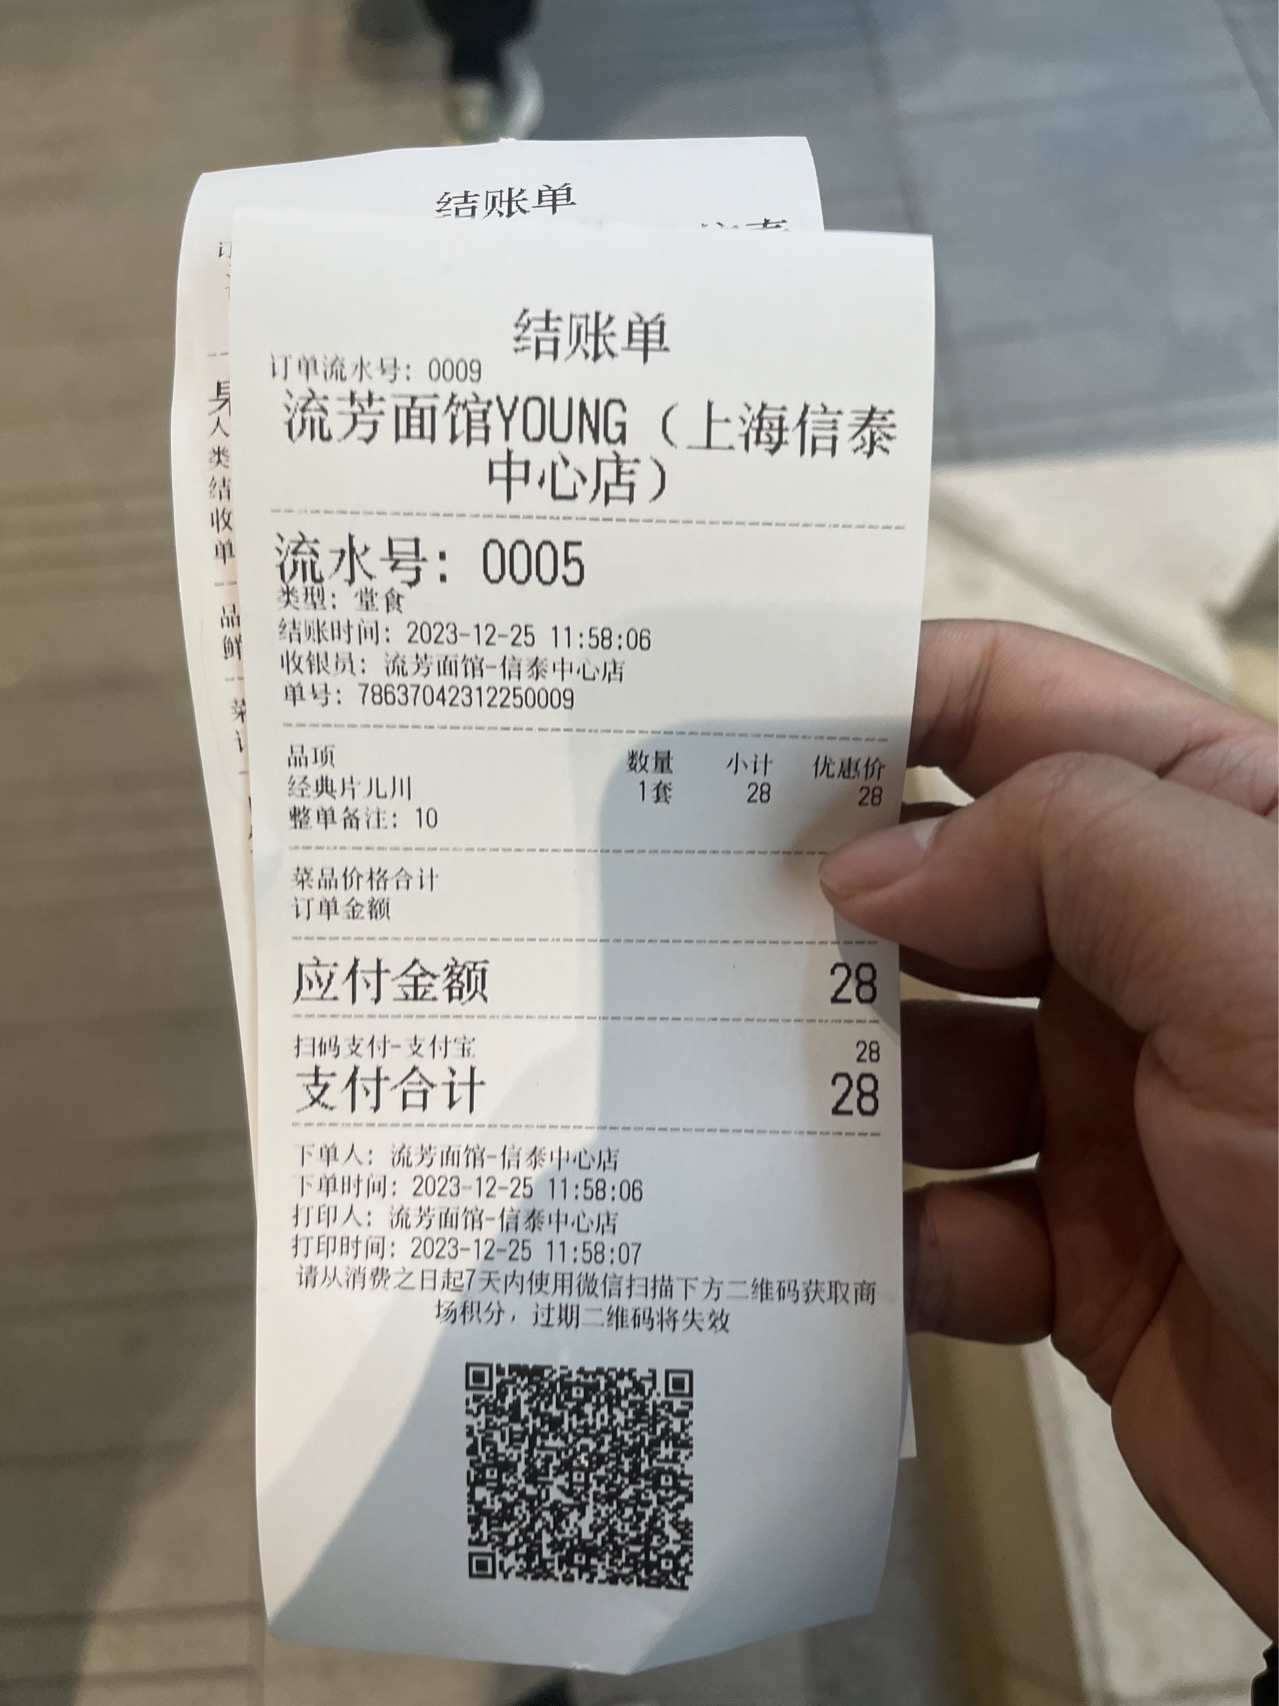 结账单
结账单
订单流水号: 0009
流芳面馆YOUNG（上海信泰
中心店）
流水号: 0005
类型: 堂食
结账时间: 2023-12-25 11:58:06
收银员: 流芳面馆-信泰中心店
单号: 78637042312250009
品项 数量 小计 优惠价
经典片儿川 1套 28 28
整单备注: 10
菜品价格合计
订单金额
应付金额 28
扫码支付-支付宝 28
支付合计 28
下单人: 流芳面馆-信泰中心店
下单时间: 2023-12-25 11:58:06
打印人: 流芳面馆-信泰中心店
打印时间: 2023-12-25 11:58:07
请从消费之日起7天内使用微信扫描下方二维码获取商
场积分，过期二维码将失效